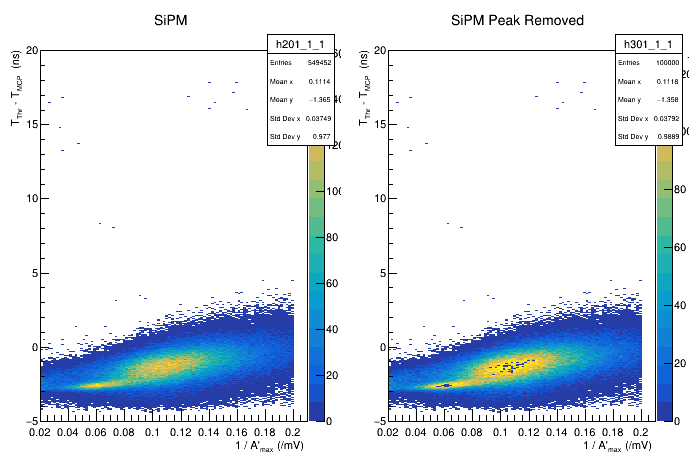 SiPM
h201_1_1
Entries 549452
Mean x 0.1114
Mean y −1.365
Std Dev x 0.03749
Std Dev y 0.977
T_Thr - T_MCP (ns)
20
15
10
5
0
−5
0.02 0.04 0.06 0.08 0.1 0.12 0.14 0.16 0.18 0.2
1 / A'_max (/mV)
100
80
60
40
20
0
SiPM Peak Removed
h301_1_1
Entries 100000
Mean x 0.1118
Mean y −1.358
Std Dev x 0.03792
Std Dev y 0.9889
T_Thr - T_MCP (ns)
20
15
10
5
0
−5
0.02 0.04 0.06 0.08 0.1 0.12 0.14 0.16 0.18 0.2
1 / A'_max (/mV)
80
60
40
20
0